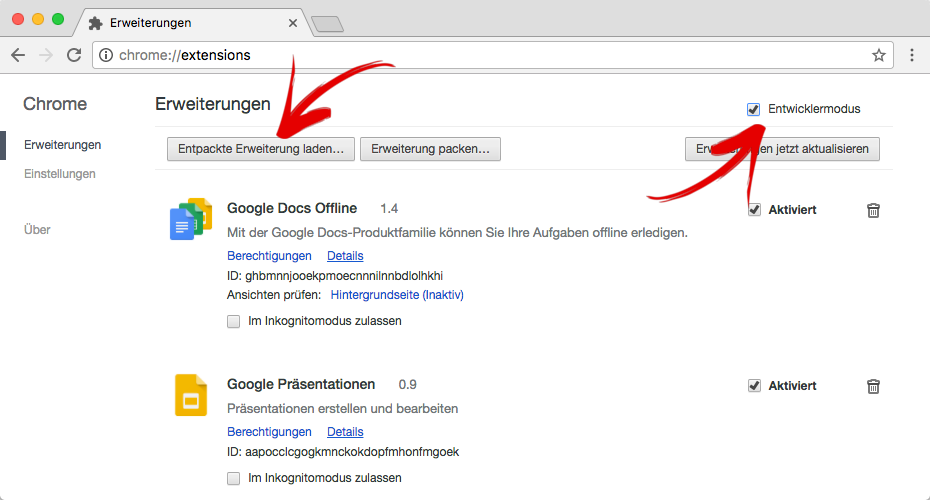 Erweiterungen
chrome://extensions
Chrome
Erweiterungen
Entwicklermodus
Erweiterungen
Einstellungen
Über
Entpackte Erweiterung laden...
Erweiterung packen...
jetzt aktualisieren
Google Docs Offline 1.4
Aktiviert
Mit der Google Docs-Produktfamilie können Sie Ihre Aufgaben offline erledigen.
Berechtigungen Details
ID: ghbmnnjooekpmoecnnnilnnbdlolhkhi
Ansichten prüfen: Hintergrundseite (Inaktiv)
Im Inkognitomodus zulassen
Google Präsentationen 0.9
Aktiviert
Präsentationen erstellen und bearbeiten
Berechtigungen Details
ID: aapocclcgogkmnckokdopfmhonfmgoek
Im Inkognitomodus zulassen